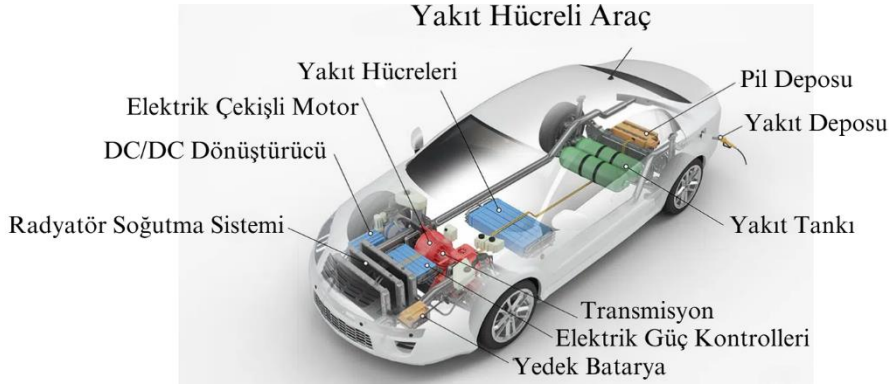 Yakıt Hücreli Araç
Yakıt Hücreleri
Pil Deposu
Elektrik Çekişli Motor
Yakıt Deposu
DC/DC Dönüştürücü
Radyatör Soğutma Sistemi
Yakıt Tankı
Transmisyon
Elektrik Güç Kontrolleri
Yedek Batarya